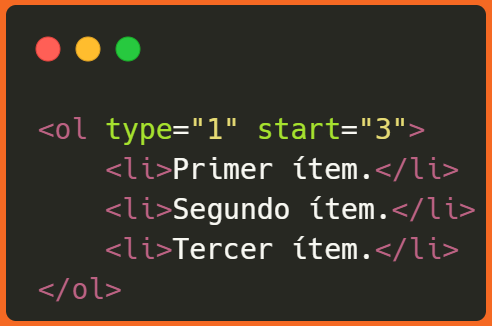 <ol type="1" start="3">
<li>Primer ítem.</li>
<li>Segundo ítem.</li>
<li>Tercer ítem.</li>
</ol>